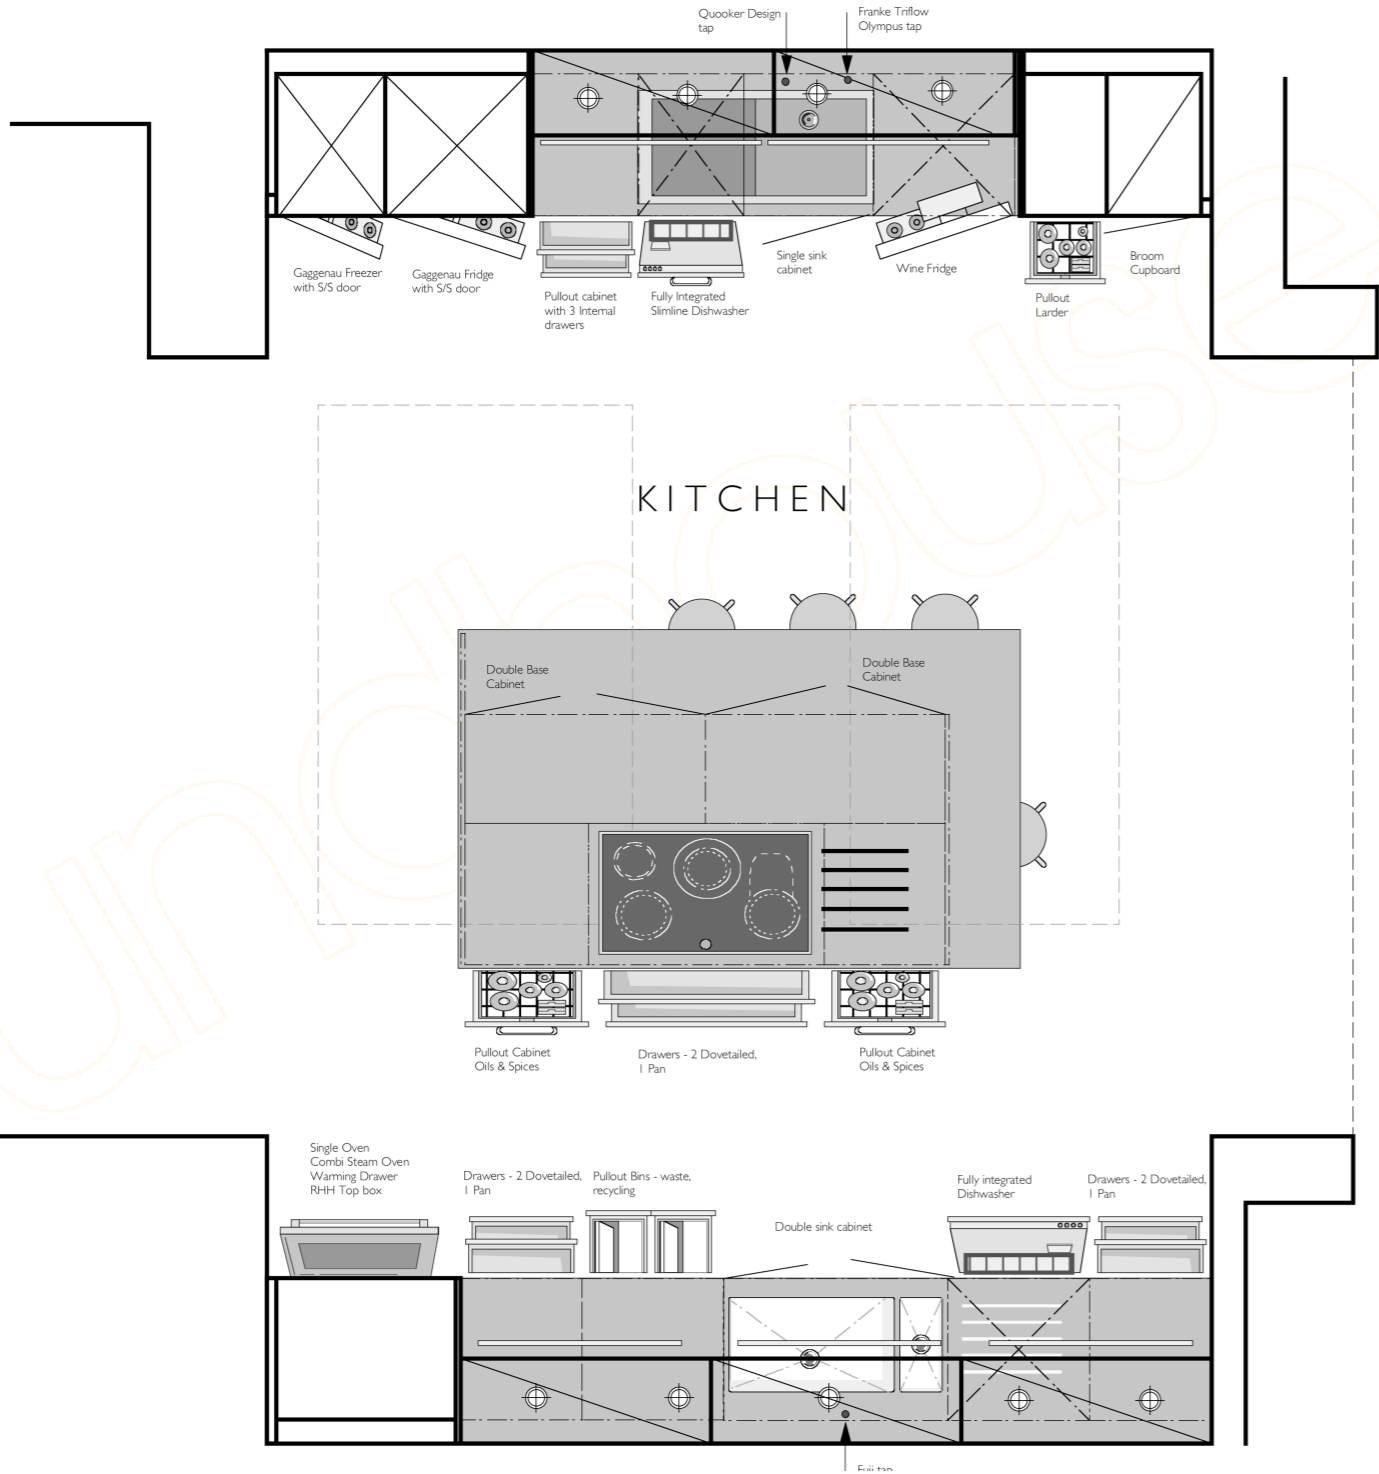 Quooker Design
tap
Franke Triflow
Olympus tap
Gaggenau Freezer
with S/S door
Gaggenau Fridge
with S/S door
Pullout cabinet
with 3 Internal
drawers
Fully Integrated
Slimline Dishwasher
Single sink
cabinet
Wine Fridge
Pullout
Larder
Broom
Cupboard
KITCHEN
Double Base
Cabinet
Double Base
Cabinet
Pullout Cabinet
Oils & Spices
Drawers - 2 Dovetailed,
1 Pan
Pullout Cabinet
Oils & Spices
Single Oven
Combi Steam Oven
Warming Drawer
RHH Top box
Drawers - 2 Dovetailed,
1 Pan
Pullout Bins - waste,
recycling
Double sink cabinet
Fully integrated
Dishwasher
Drawers - 2 Dovetailed,
1 Pan
Fuji tap
undhouse